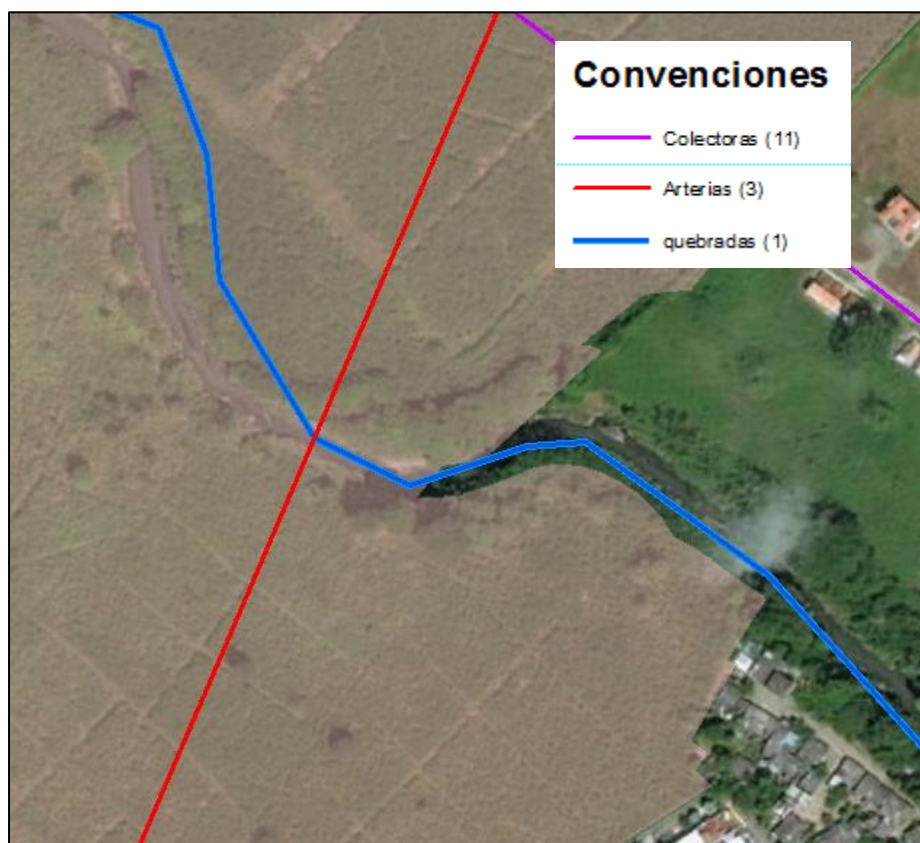 Convenciones
Colectoras (11)
Arterias (3)
quebradas (1)